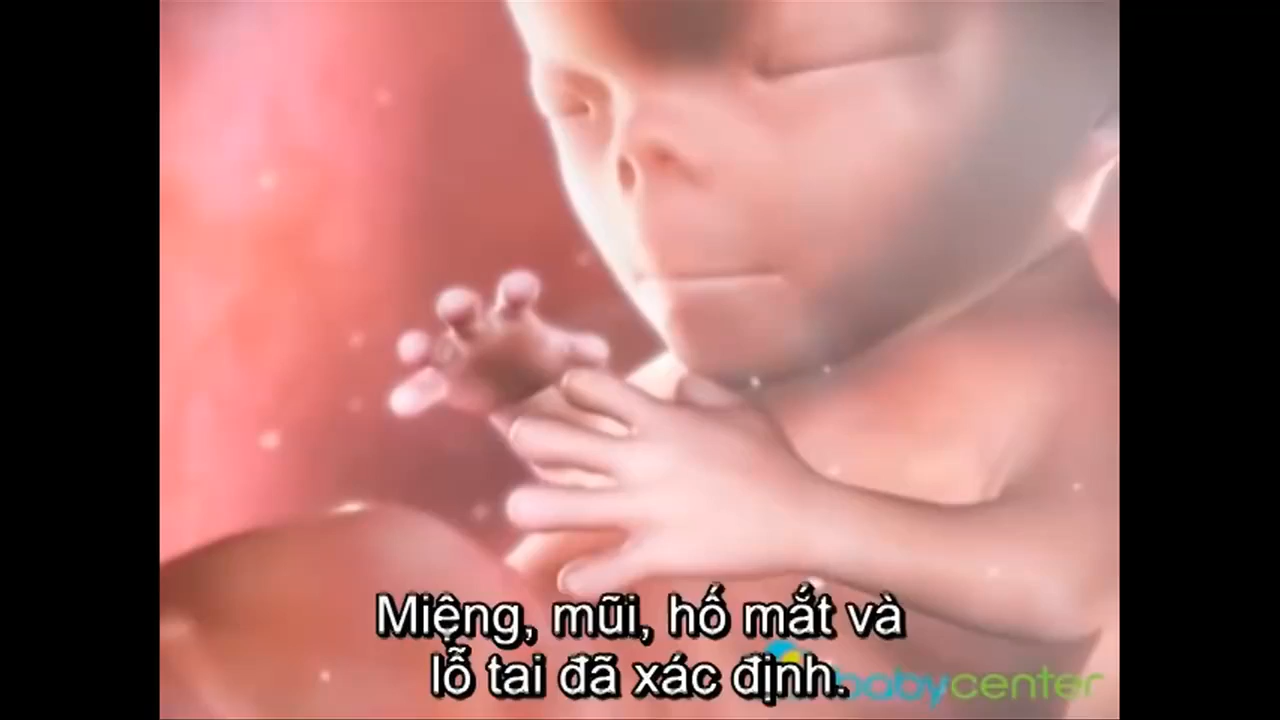 Miệng, mũi, hố mắt và
lỗ tai đã xác định.
babycenter